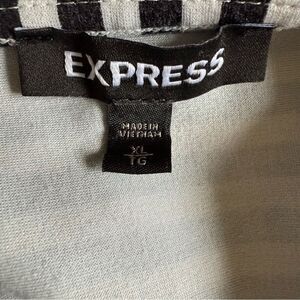 EXPRESS
MADE IN
VIETNAM
XL
TG